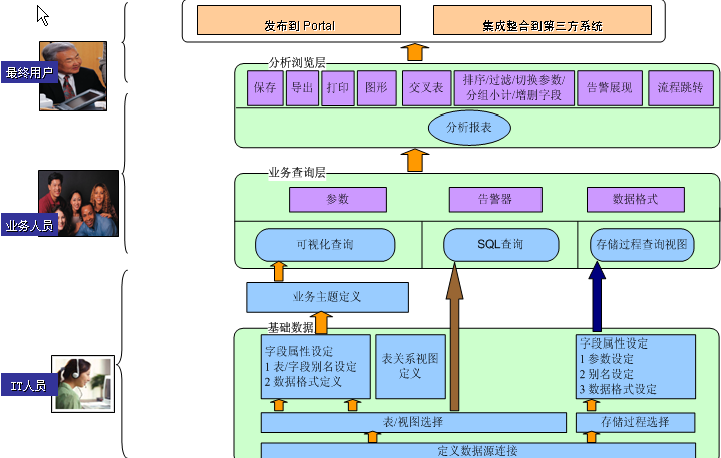 发布到 Portal
集成整合到第三方系统
最终用户
分析浏览层
保存
导出
打印
图形
交叉表
排序/过滤/切换参数/
分组小计/增删字段
告警展现
流程跳转
分析报表
业务人员
业务查询层
参数
告警器
数据格式
可视化查询
SQL查询
存储过程查询视图
业务主题定义
IT人员
基础数据
字段属性设定
1 表/字段别名设定
2 数据格式定义
表关系视图
定义
字段属性设定
1 参数设定
2 别名设定
3 数据格式设定
表/视图选择
存储过程选择
定义数据源连接